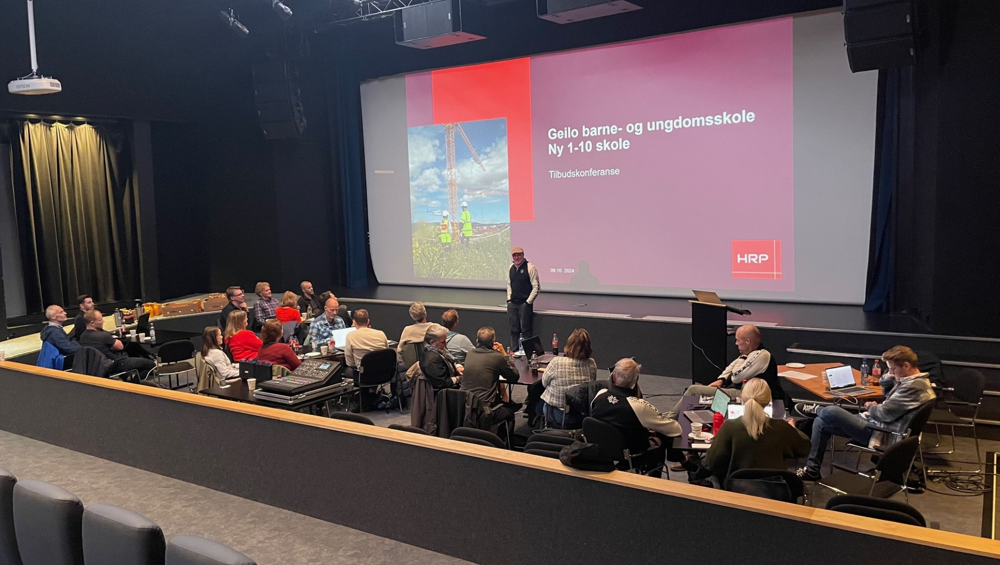 EPSON
Geilo barne- og ungdomsskole
Ny 1-10 skole
Tilbudskonferanse
09.10. 2024
HRP